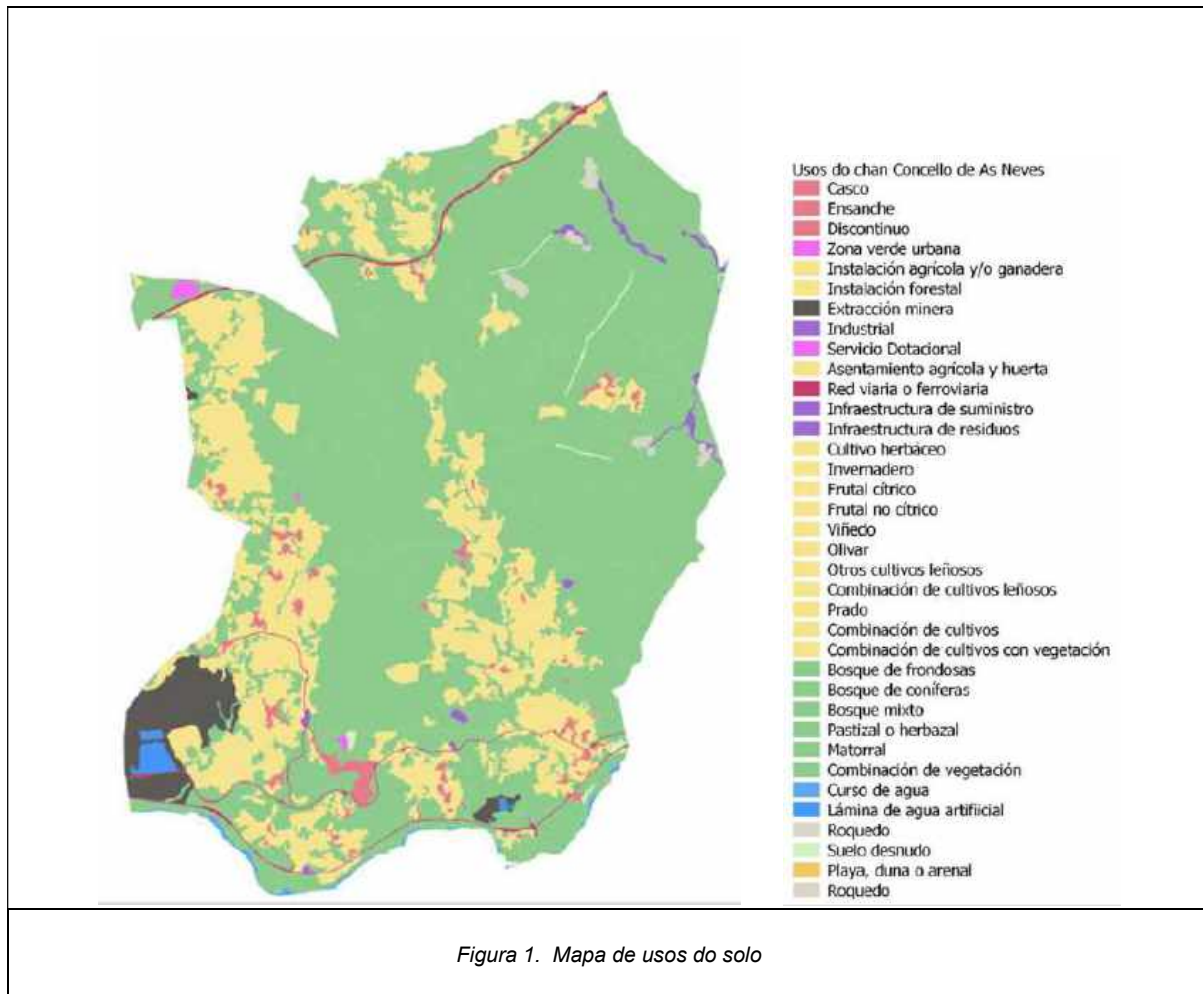 Usos do chan Concello de As Neves
Casco
Ensanche
Discontinuo
Zona verde urbana
Instalación agrícola y/o ganadera
Instalación forestal
Extracción minera
Industrial
Servicio Dotacional
Asentamiento agrícola y huerta
Red viaria o ferroviaria
Infraestructura de suministro
Infraestructura de residuos
Cultivo herbáceo
Invernadero
Frutal cítrico
Frutal no cítrico
Viñedo
Olivar
Otros cultivos leñosos
Combinación de cultivos leñosos
Prado
Combinación de cultivos
Combinación de cultivos con vegetación
Bosque de frondosas
Bosque de coníferas
Bosque mixto
Pastizal o herbazal
Matorral
Combinación de vegetación
Curso de agua
Lámina de agua artifiicial
Roquedo
Suelo desnudo
Playa, duna o arenal
Roquedo
Figura 1. Mapa de usos do solo